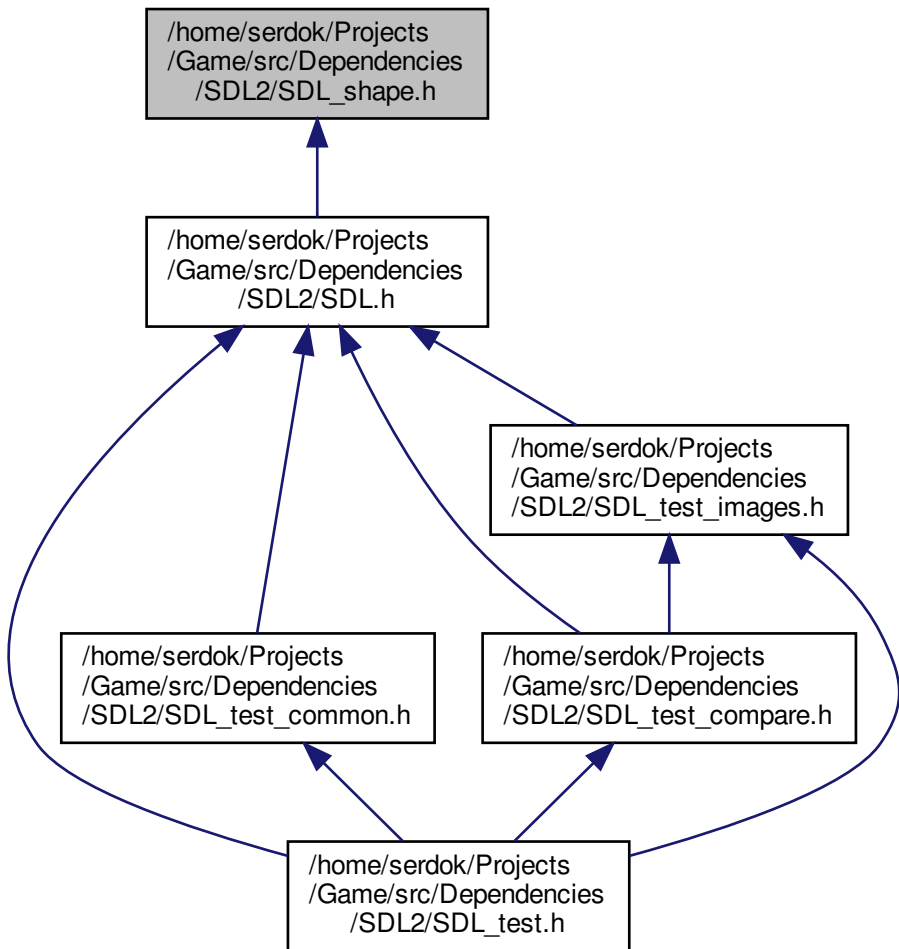 /home/serdok/Projects
/Game/src/Dependencies
/SDL2/SDL_shape.h
/home/serdok/Projects
/Game/src/Dependencies
/SDL2/SDL.h
/home/serdok/Projects
/Game/src/Dependencies
/SDL2/SDL_test_images.h
/home/serdok/Projects
/Game/src/Dependencies
/SDL2/SDL_test_common.h
/home/serdok/Projects
/Game/src/Dependencies
/SDL2/SDL_test_compare.h
/home/serdok/Projects
/Game/src/Dependencies
/SDL2/SDL_test.h